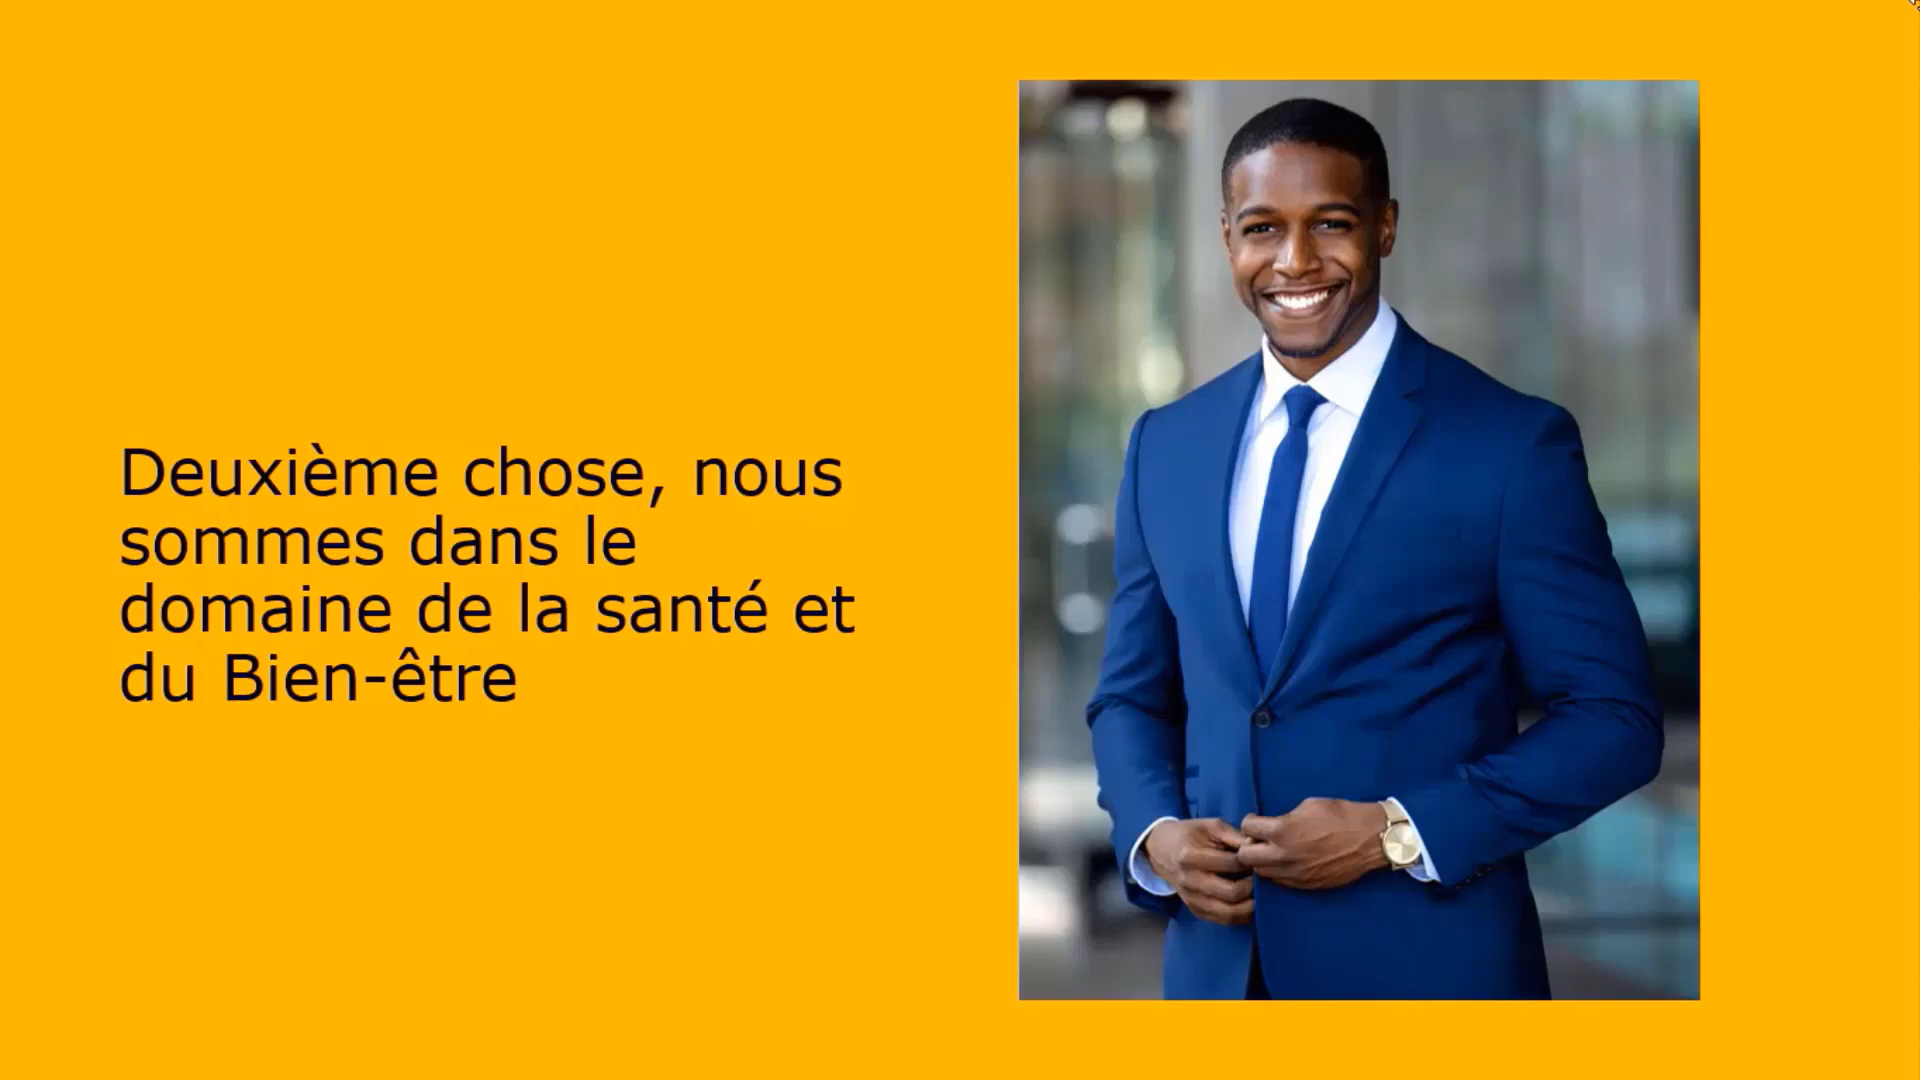 Deuxième chose, nous
sommes dans le
domaine de la santé et
du Bien-être